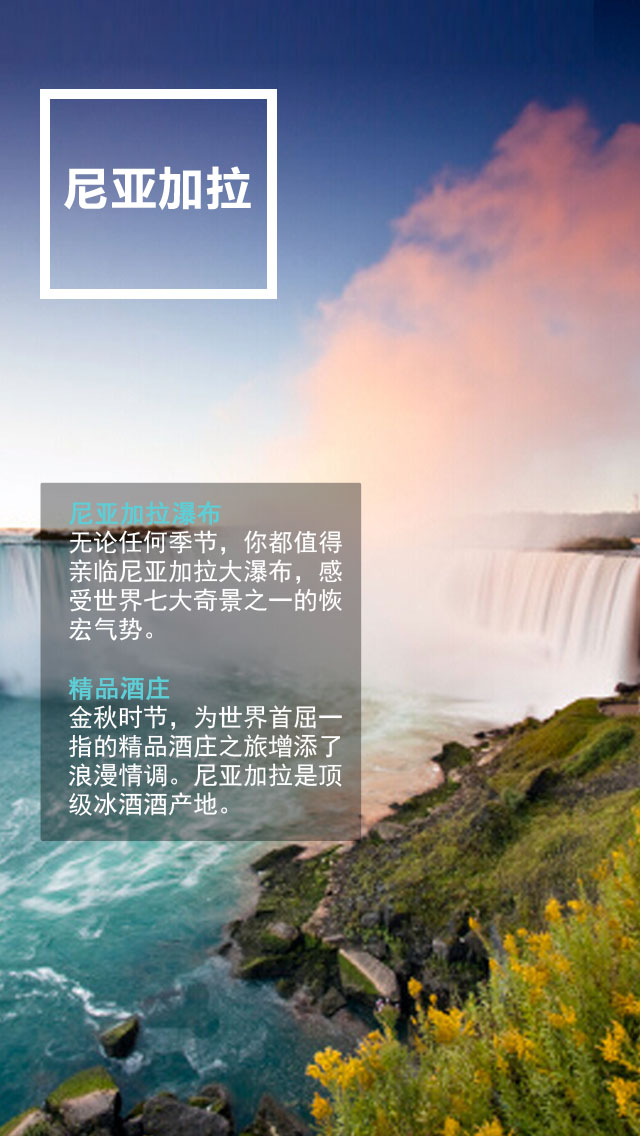 尼亚加拉
尼亚加拉瀑布
无论任何季节，你都值得
亲临尼亚加拉大瀑布，感
受世界七大奇景之一的恢
宏气势。
精品酒庄
金秋时节，为世界首屈一
指的精品酒庄之旅增添了
浪漫情调。尼亚加拉是顶
级冰酒酒产地。